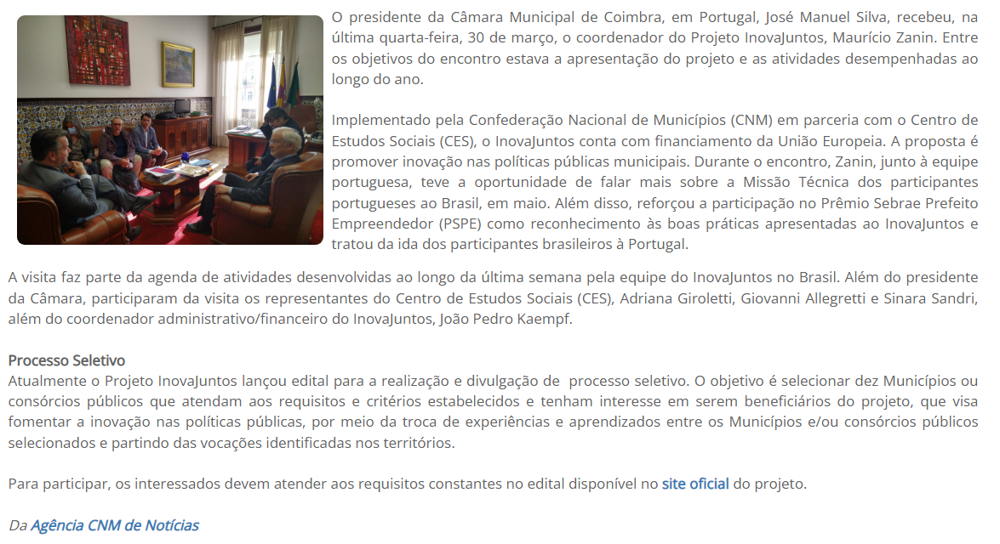 O presidente da Câmara Municipal de Coimbra, em Portugal, José Manuel Silva, recebeu, na
última quarta-feira, 30 de março, o coordenador do Projeto InovaJuntos, Maurício Zanin. Entre
os objetivos do encontro estava a apresentação do projeto e as atividades desempenhadas ao
longo do ano.
Implementado pela Confederação Nacional de Municípios (CNM) em parceria com o Centro de
Estudos Sociais (CES), o InovaJuntos conta com financiamento da União Europeia. A proposta é
promover inovação nas políticas públicas municipais. Durante o encontro, Zanin, junto à equipe
portuguesa, teve a oportunidade de falar mais sobre a Missão Técnica dos participantes
portugueses ao Brasil, em maio. Além disso, reforçou a participação no Prêmio Sebrae Prefeito
Empreendedor (PSPE) como reconhecimento às boas práticas apresentadas ao InovaJuntos e
tratou da ida dos participantes brasileiros à Portugal.
A visita faz parte da agenda de atividades desenvolvidas ao longo da última semana pela equipe do InovaJuntos no Brasil. Além do presidente
da Câmara, participaram da visita os representantes do Centro de Estudos Sociais (CES), Adriana Giroletti, Giovanni Allegretti e Sinara Sandri,
além do coordenador administrativo/financeiro do InovaJuntos, João Pedro Kaempf.
Processo Seletivo
Atualmente o Projeto InovaJuntos lançou edital para a realização e divulgação de  processo seletivo. O objetivo é selecionar dez Municípios ou
consórcios públicos que atendam aos requisitos e critérios estabelecidos e tenham interesse em serem beneficiários do projeto, que visa
fomentar a inovação nas políticas públicas, por meio da troca de experiências e aprendizados entre os Municípios e/ou consórcios públicos
selecionados e partindo das vocações identificadas nos territórios.
Para participar, os interessados devem atender aos requisitos constantes no edital disponível no site oficial do projeto.
Da Agência CNM de Notícias